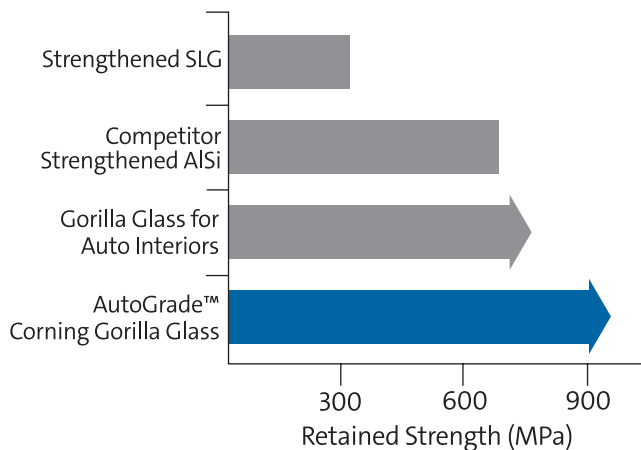 Strengthened SLG
Competitor
Strengthened AlSi
Gorilla Glass for
Auto Interiors
AutoGrade™
Corning Gorilla Glass
300 600 900
Retained Strength (MPa)